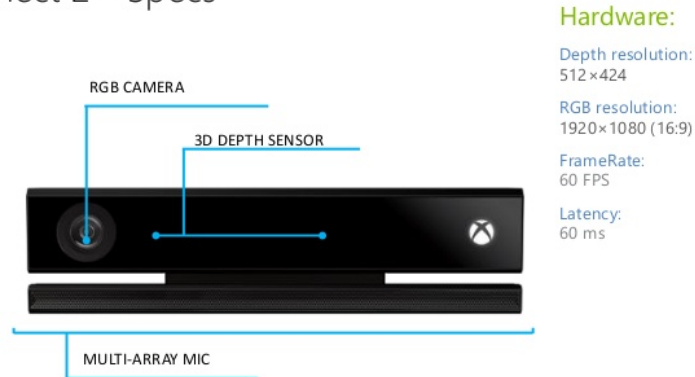 Specs
Hardware:
RGB CAMERA
3D DEPTH SENSOR
MULTI-ARRAY MIC
Depth resolution:
512×424
RGB resolution:
1920×1080 (16:9)
FrameRate:
60 FPS
Latency:
60 ms